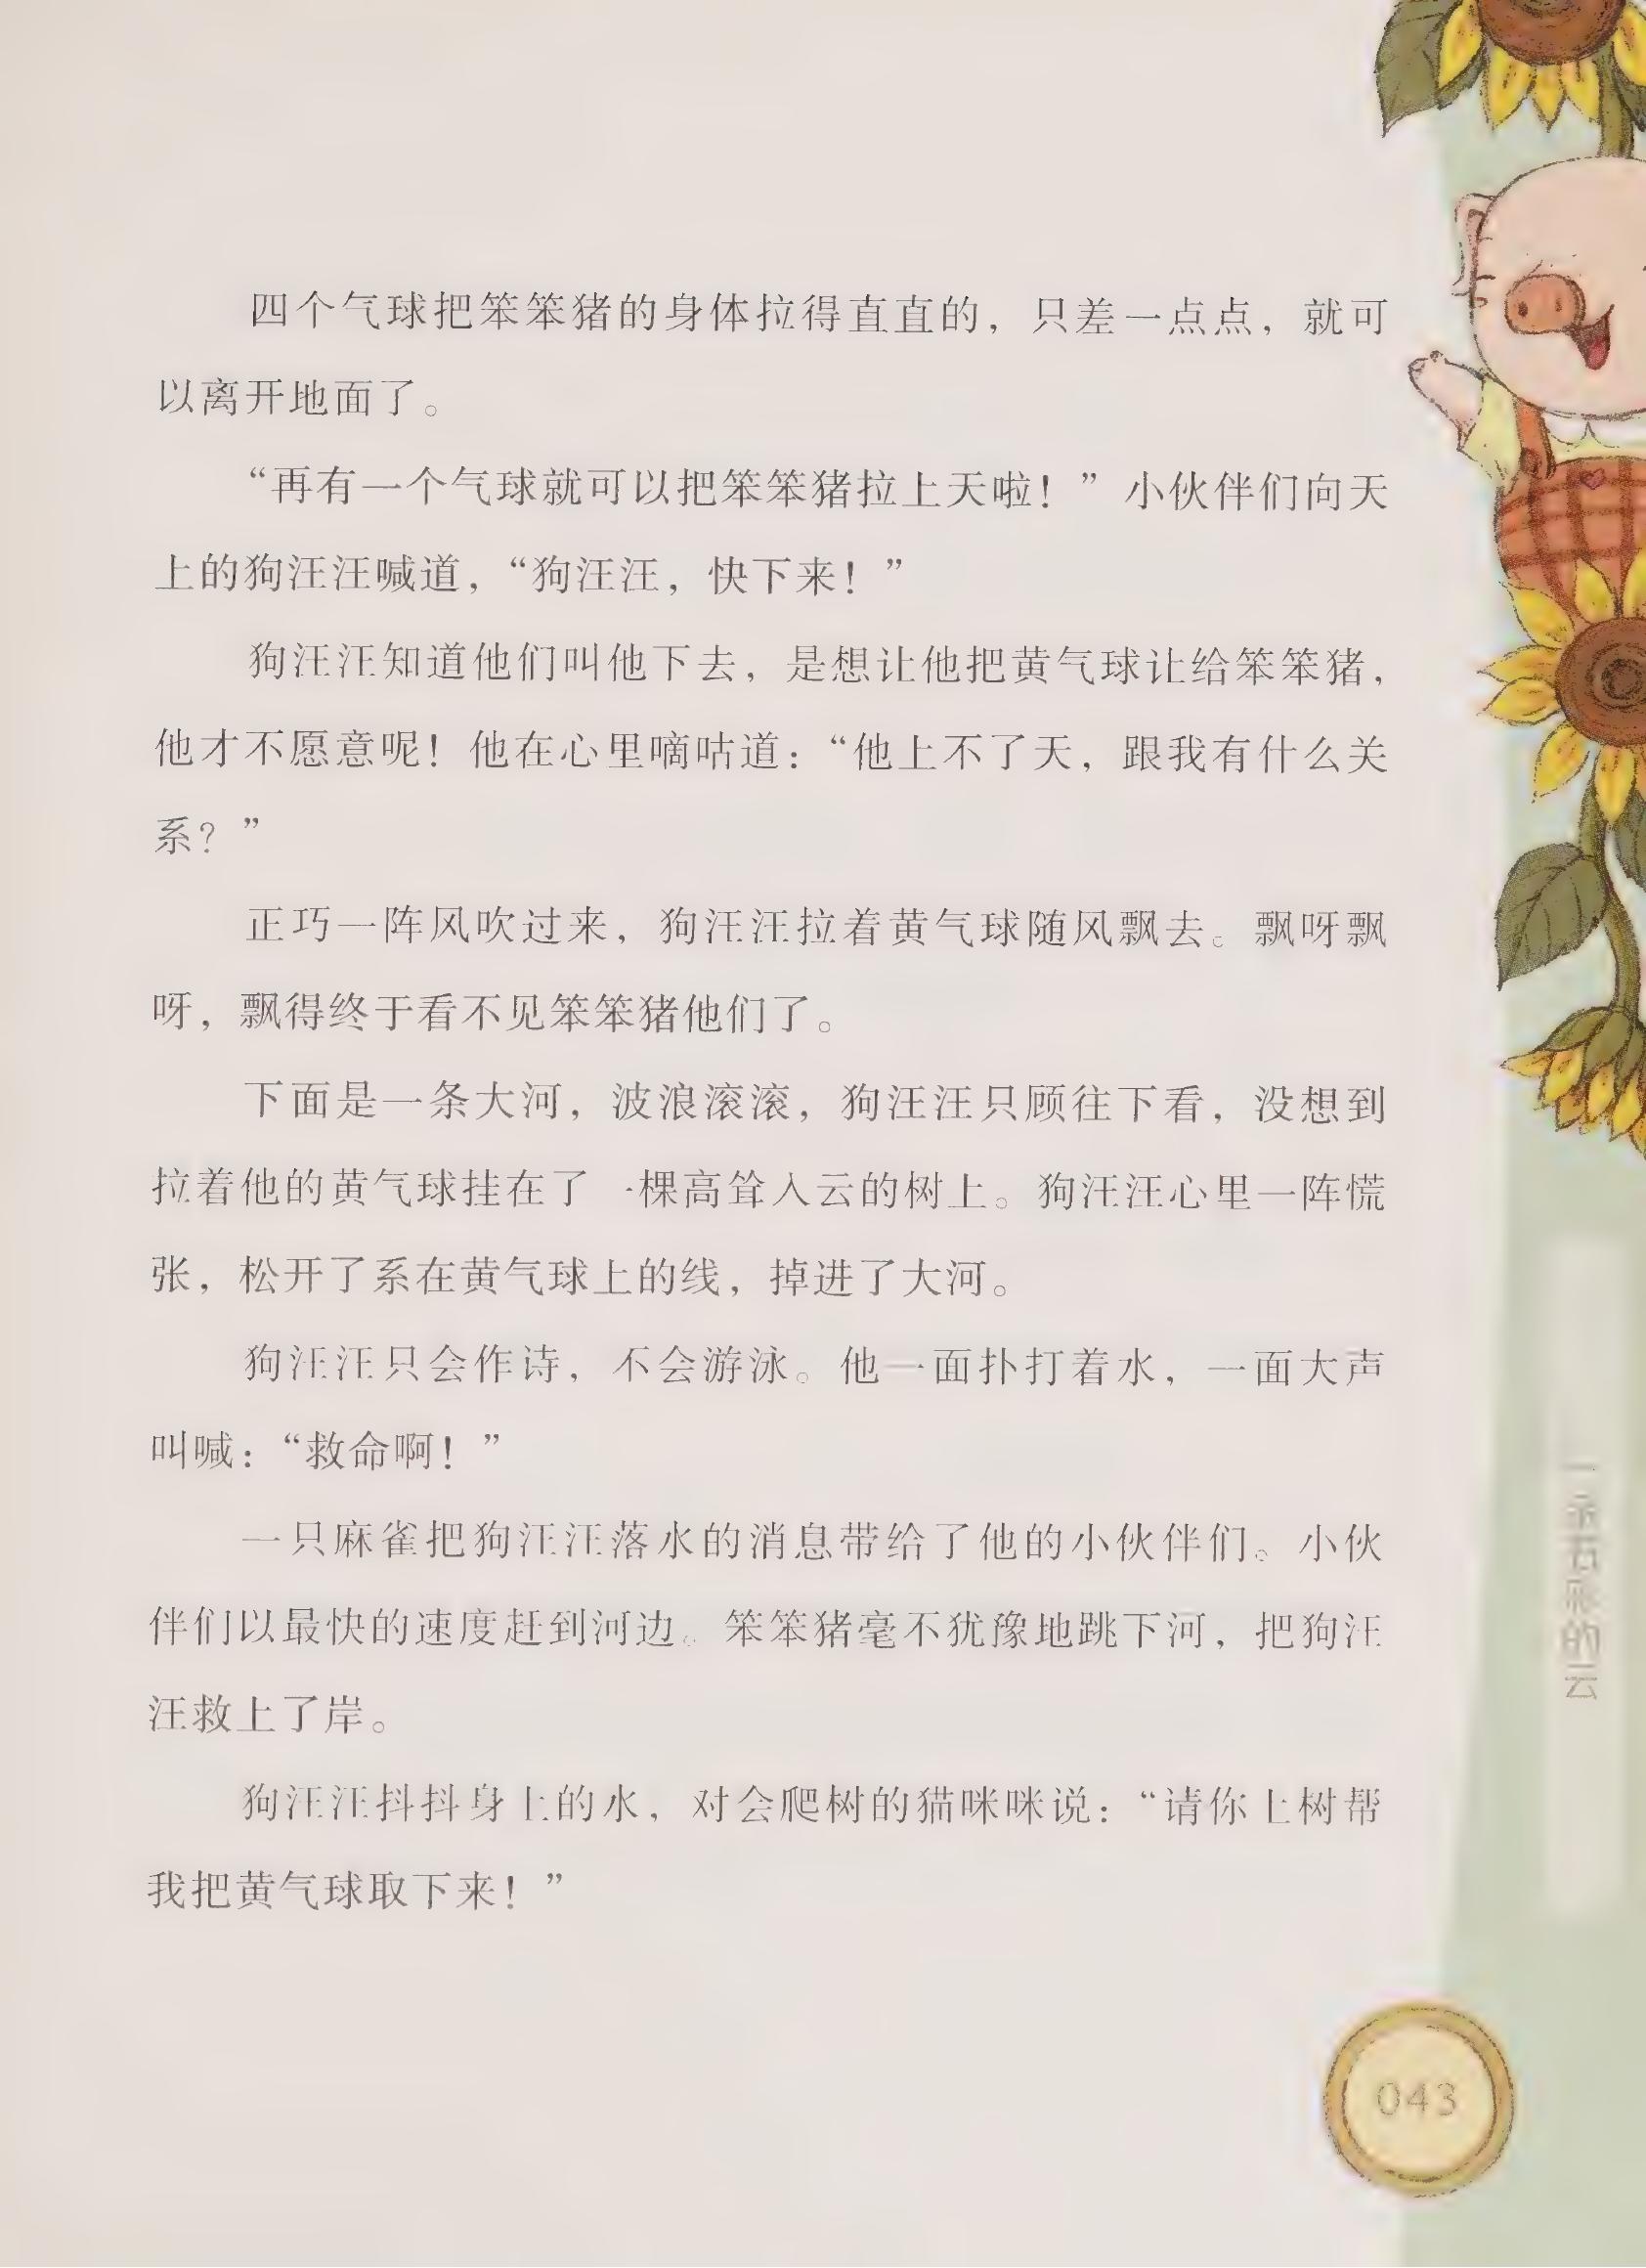 四个气球把笨笨猪的身体拉得直直的，只差一点点，就可
以离开地面了。
“再有一个气球就可以把笨笨猪拉上天啦！”小伙伴们向天
上的狗汪汪喊道，“狗汪汪，快下来！”
狗汪汪知道他们叫他下去，是想让他把黄气球让给笨笨猪，
他才不愿意呢！他在心里嘀咕道：“他上不了天，跟我有什么关
系？”
正巧一阵风吹过来，狗汪汪拉着黄气球随风飘去。飘呀飘
呀，飘得终于看不见笨笨猪他们了。
下面是一条大河，波浪滚滚，狗汪汪只顾往下看，没想到
拉着他的黄气球挂在了一棵高耸入云的树上。狗汪汪心里一阵慌
张，松开了系在黄气球上的线，掉进了大河。
狗汪汪只会作诗，不会游泳。他一面扑打着水，一面大声
叫喊：“救命啊！”
一只麻雀把狗汪汪落水的消息带给了他的小伙伴们。小伙
伴们以最快的速度赶到河边。笨笨猪毫不犹豫地跳下河，把狗汪
汪救上了岸。
狗汪汪抖抖身上的水，对会爬树的猫咪咪说：“请你上树帮
我把黄气球取下来！”
一朵五彩的云
043